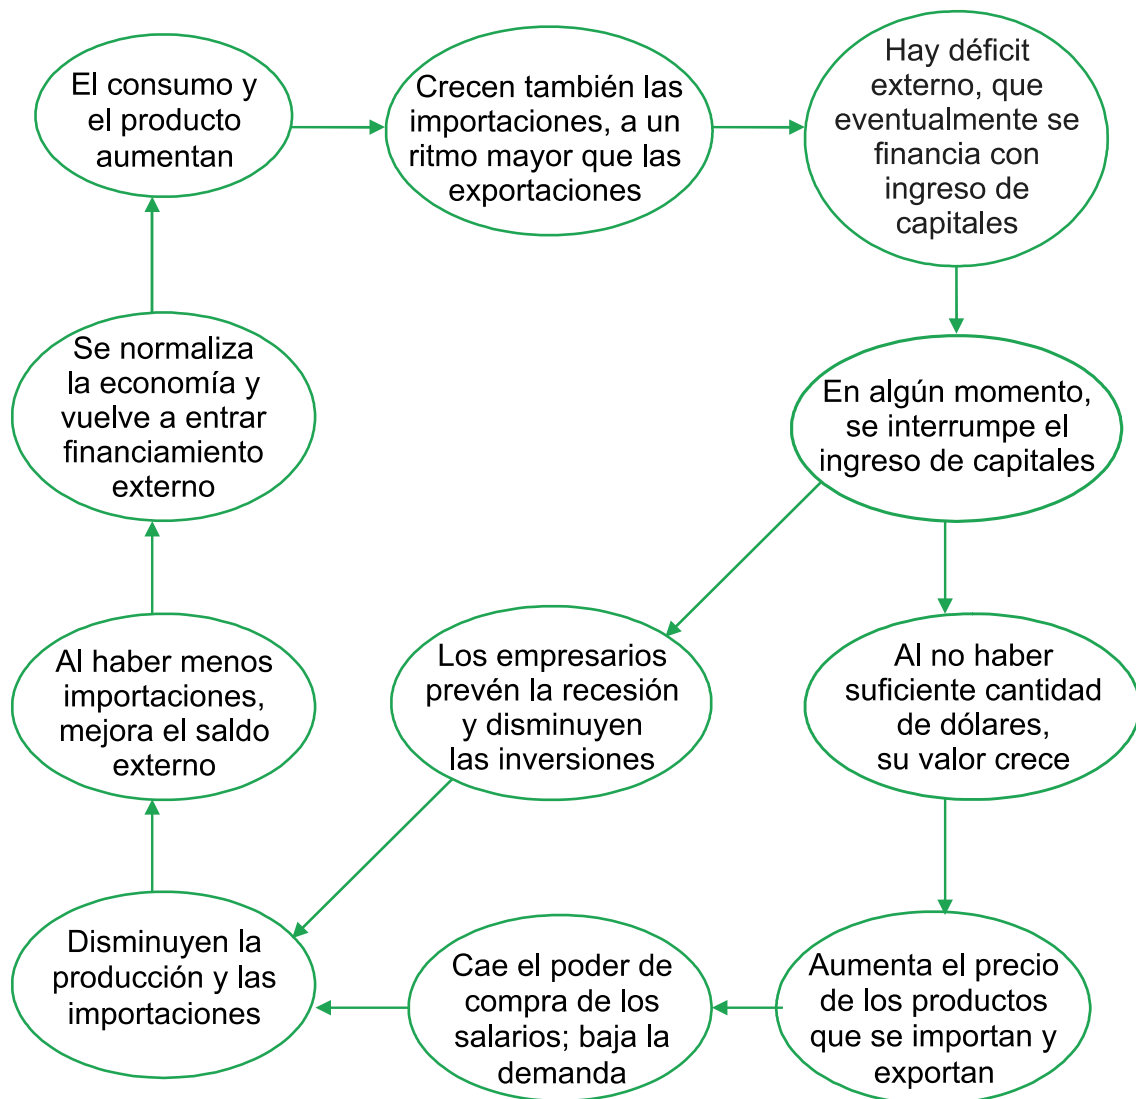 El consumo y
el producto
aumentan
Crecen también las
importaciones, a un
ritmo mayor que las
exportaciones
Hay déficit
externo, que
eventualmente se
financia con
ingreso de
capitales
En algún momento,
se interrumpe el
ingreso de capitales
Al no haber
suficiente cantidad
de dólares,
su valor crece
Aumenta el precio
de los productos
que se importan y
exportan
Cae el poder de
compra de los
salarios; baja la
demanda
Los empresarios
prevén la recesión
y disminuyen
las inversiones
Disminuyen la
producción y las
importaciones
Al haber menos
importaciones,
mejora el saldo
externo
Se normaliza
la economía y
vuelve a entrar
financiamiento
externo